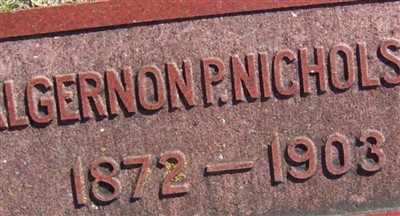 ALGERNON P. NICHOLS
1872 – 1903